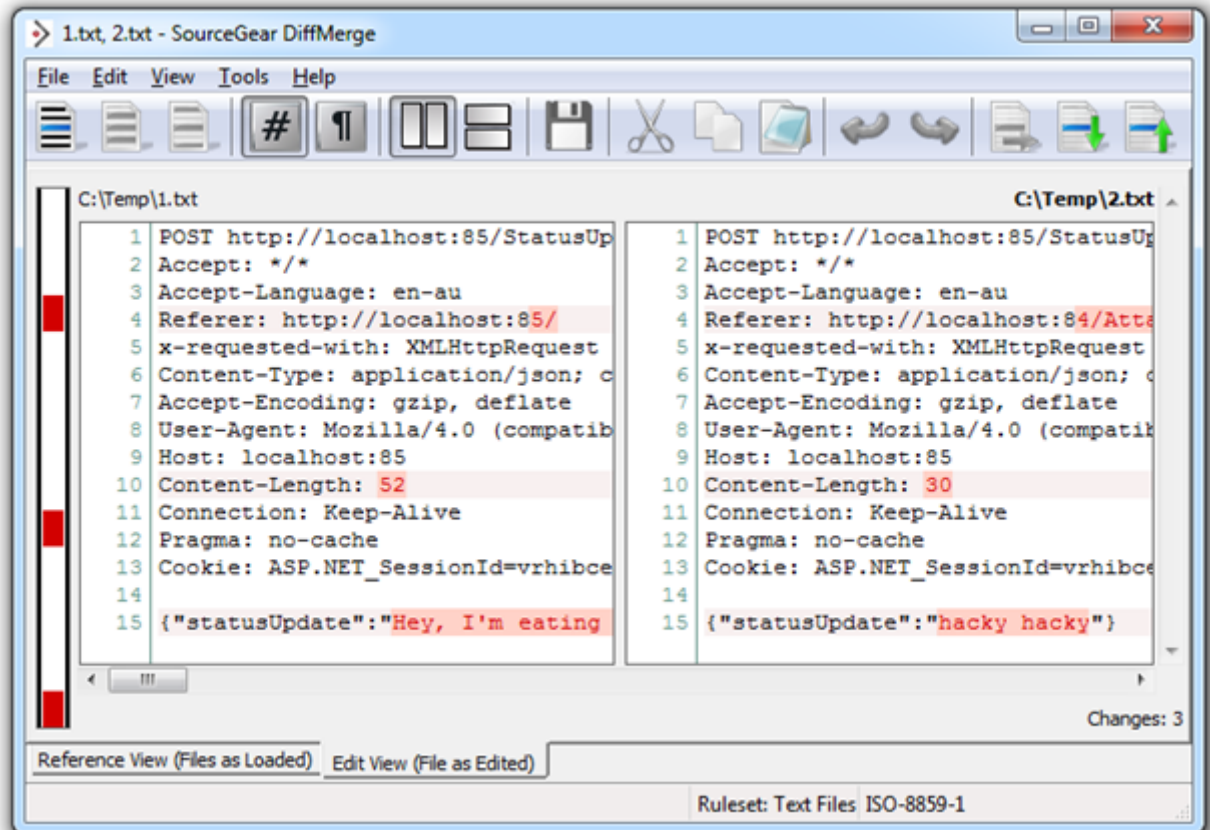 1.txt, 2.txt - SourceGear DiffMerge
File Edit View Tools Help
# ¶
C:\Temp\1.txt
C:\Temp\2.txt
1 POST http://localhost:85/StatusUp
2 Accept: */*
3 Accept-Language: en-au
4 Referer: http://localhost:85/
5 x-requested-with: XMLHttpRequest
6 Content-Type: application/json; c
7 Accept-Encoding: gzip, deflate
8 User-Agent: Mozilla/4.0 (compatib
9 Host: localhost:85
10 Content-Length: 52
11 Connection: Keep-Alive
12 Pragma: no-cache
13 Cookie: ASP.NET_SessionId=vrhibce
14
15 {"statusUpdate":"Hey, I'm eating
1 POST http://localhost:85/StatusUp
2 Accept: */*
3 Accept-Language: en-au
4 Referer: http://localhost:84/Atta
5 x-requested-with: XMLHttpRequest
6 Content-Type: application/json; c
7 Accept-Encoding: gzip, deflate
8 User-Agent: Mozilla/4.0 (compatib
9 Host: localhost:85
10 Content-Length: 30
11 Connection: Keep-Alive
12 Pragma: no-cache
13 Cookie: ASP.NET_SessionId=vrhibce
14
15 {"statusUpdate":"hacky hacky"}
Changes: 3
Reference View (Files as Loaded) Edit View (File as Edited)
Ruleset: Text Files ISO-8859-1